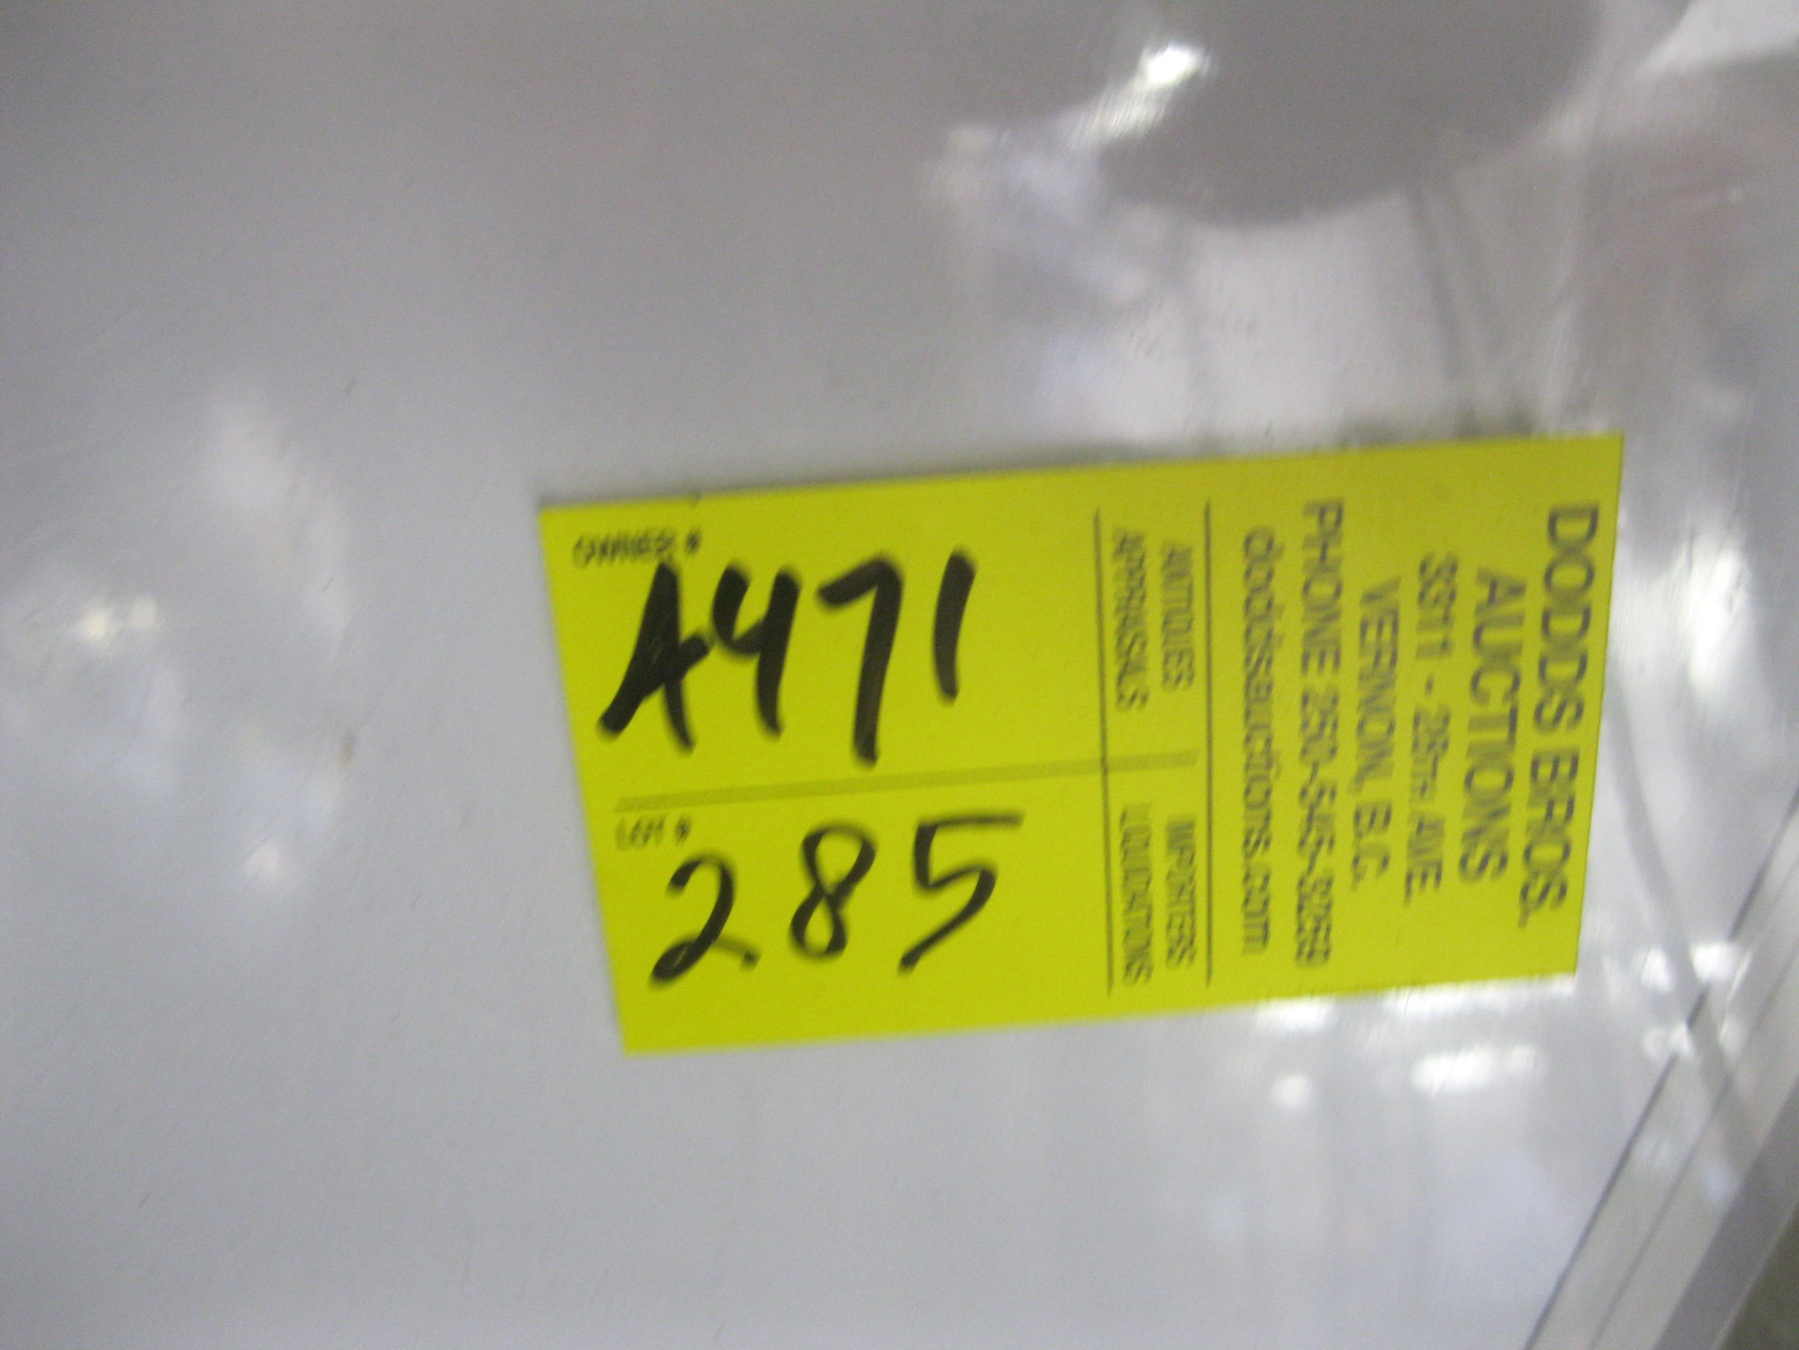 DODDS BROS.
AUCTIONS
3311 - 28TH AVE.
VERNON, B.C.
PHONE 250-545-3259
doddsauctions.com
ANTIQUES IMPORTERS
APPRAISALS LIQUIDATIONS
OWNER # LOT #
A471 285